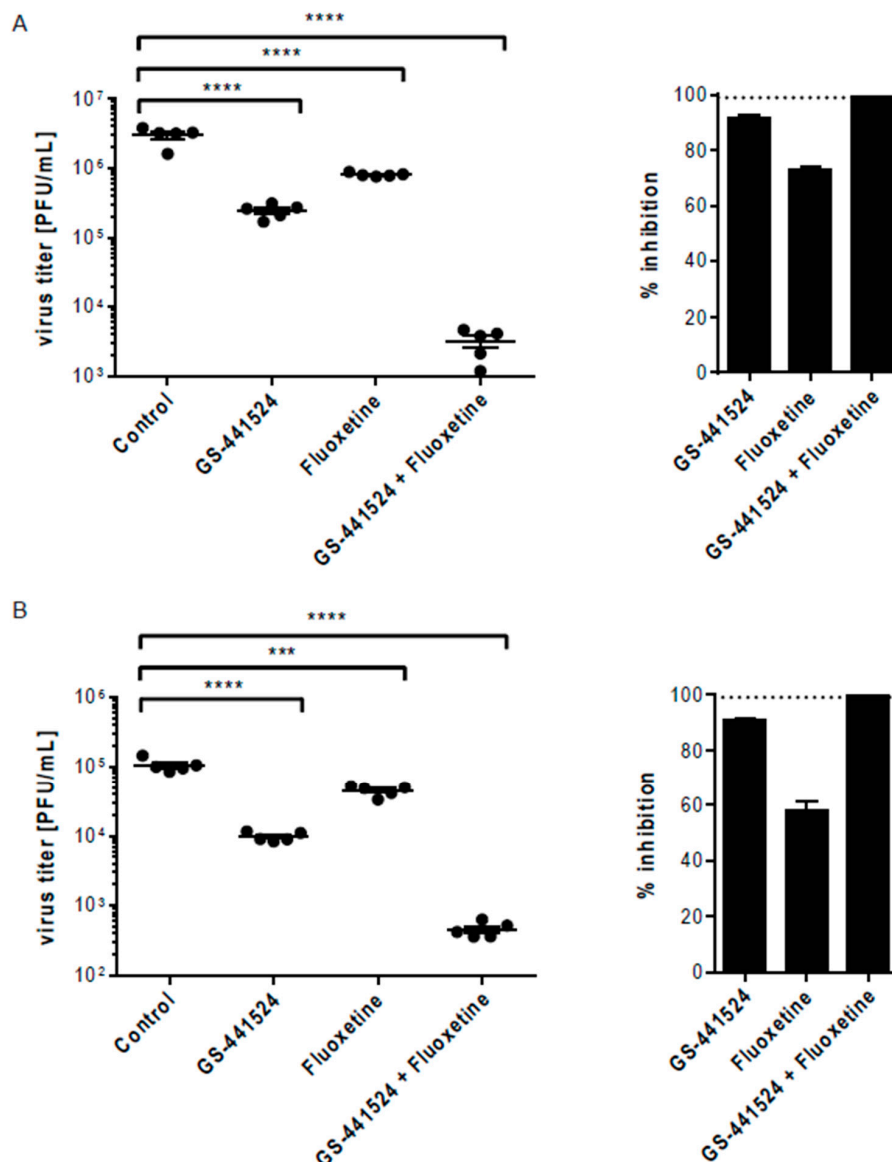 A
****
****
****
virus titer [PFU/mL]
10^7
10^6
10^5
10^4
10^3
Control
GS-441524
Fluoxetine
GS-441524 + Fluoxetine
% inhibition
100
80
60
40
20
0
GS-441524
Fluoxetine
GS-441524 + Fluoxetine
B
****
***
****
virus titer [PFU/mL]
10^6
10^5
10^4
10^3
10^2
Control
GS-441524
Fluoxetine
GS-441524 + Fluoxetine
% inhibition
100
80
60
40
20
0
GS-441524
Fluoxetine
GS-441524 + Fluoxetine